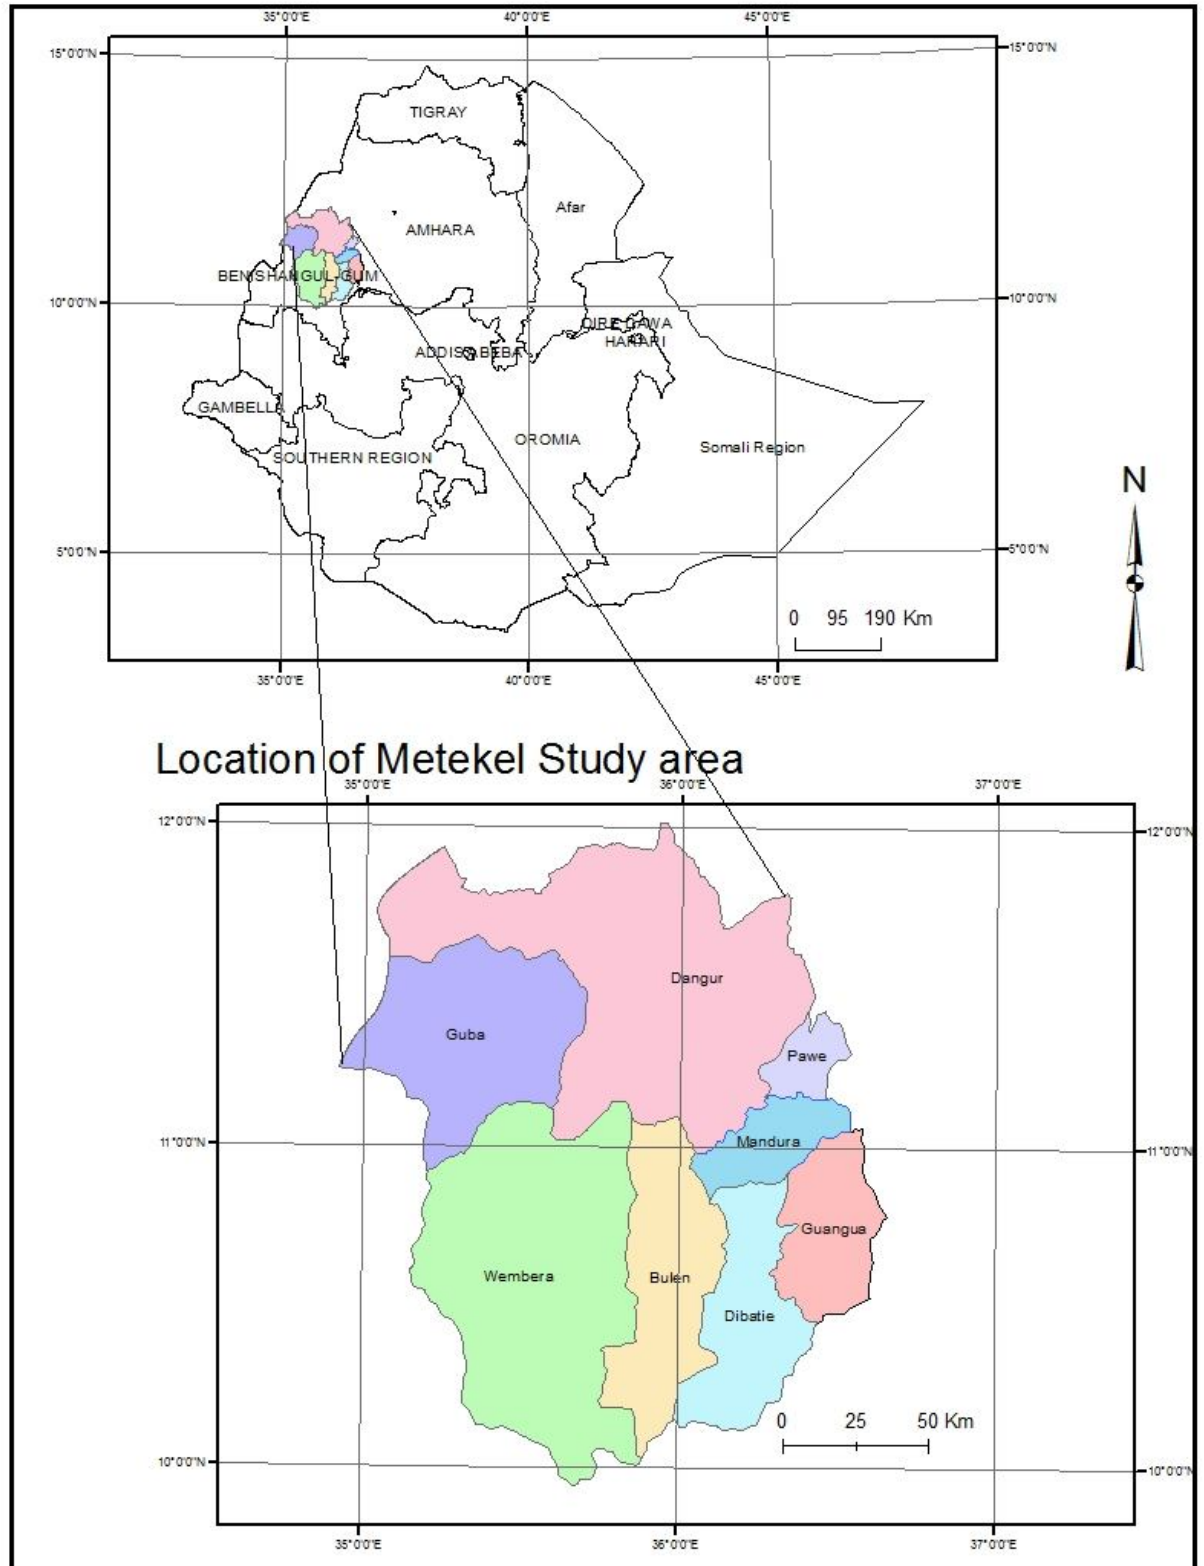 35°0'0"E 40°0'0"E 45°0'0"E
15°0'0"N 15°0'0"N
TIGRAY
Afar
AMHARA
BENISHANGUL-GUM
10°0'0"N 10°0'0"N
DIRE DAWA
HARARI
ADDIS ABEBA
GAMBELLA
OROMIA
Somali Region
SOUTHERN REGION
N
5°0'0"N 5°0'0"N
0 95 190 Km
35°0'0"E 40°0'0"E 45°0'0"E
Location of Metekel Study area
35°0'0"E 36°0'0"E 37°0'0"E
12°0'0"N 12°0'0"N
Dangur
Guba
Pawe
11°0'0"N Mandura 11°0'0"N
Guangua
Wembera Bulen
Dibatie
0 25 50 Km
10°0'0"N 10°0'0"N
35°0'0"E 36°0'0"E 37°0'0"E